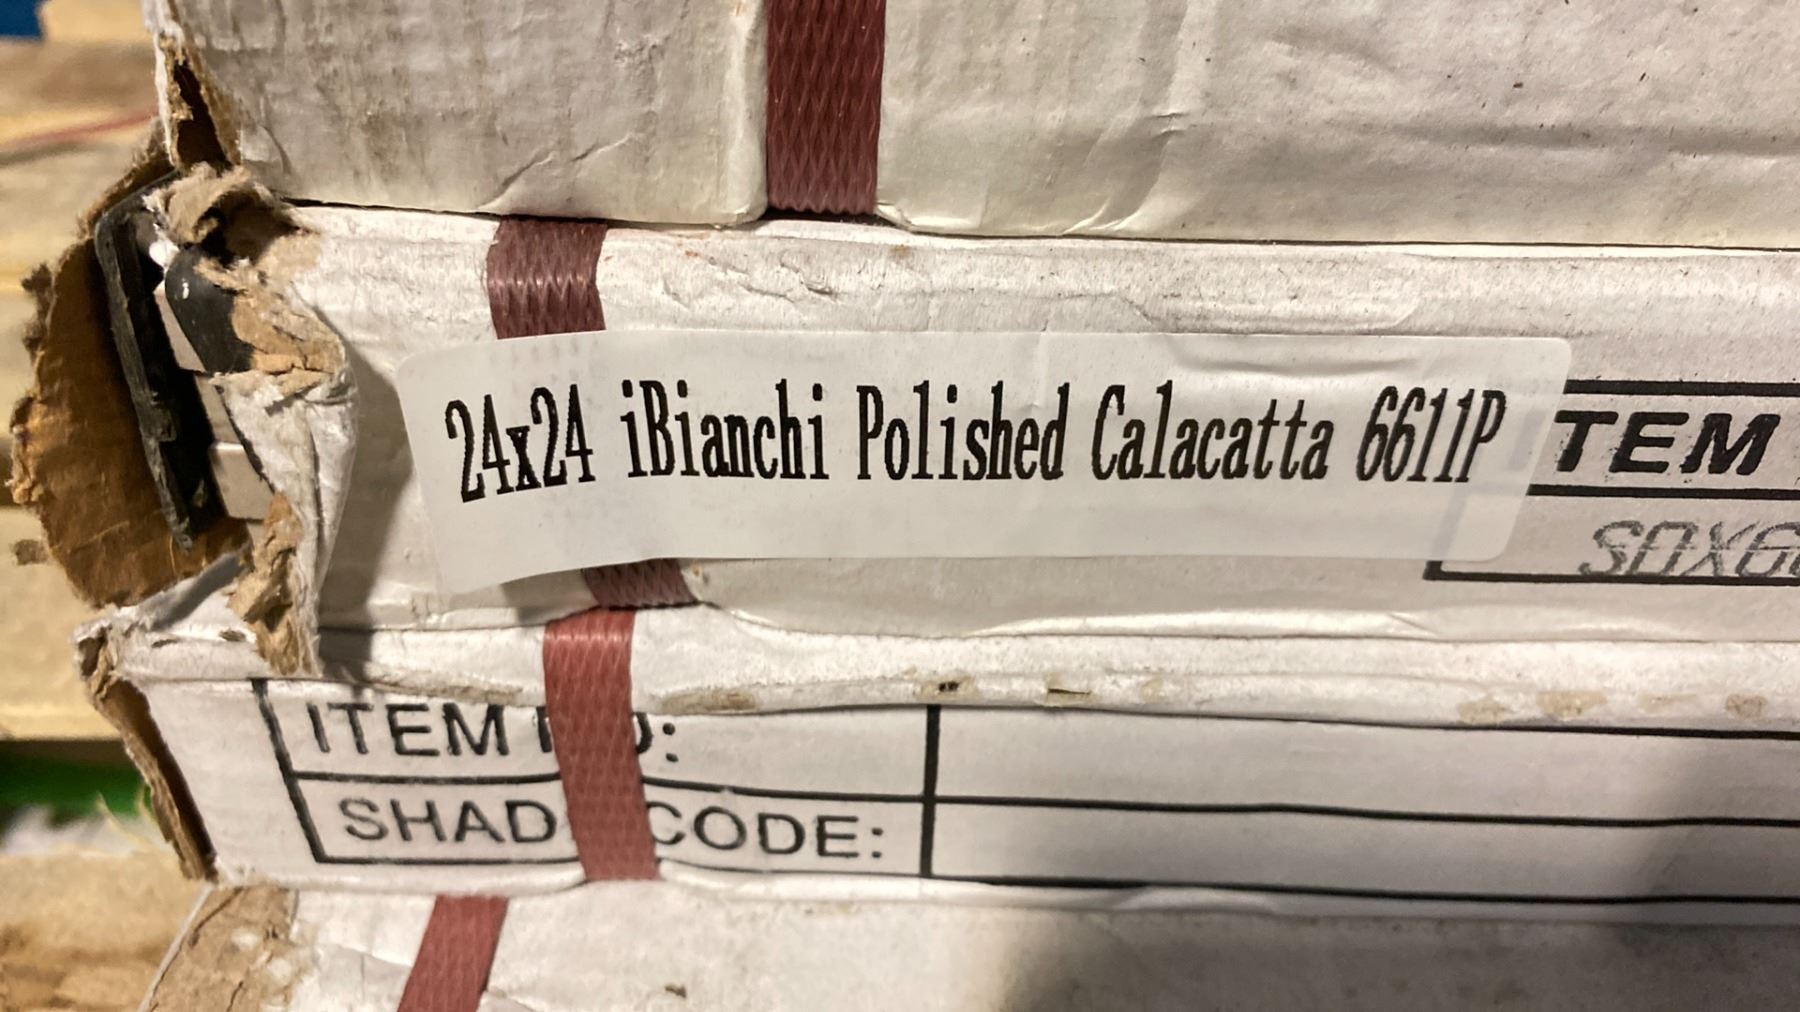 24x24 iBianchi Polished Calacatta 6611P
TEM
ITEM
SHAD CODE: